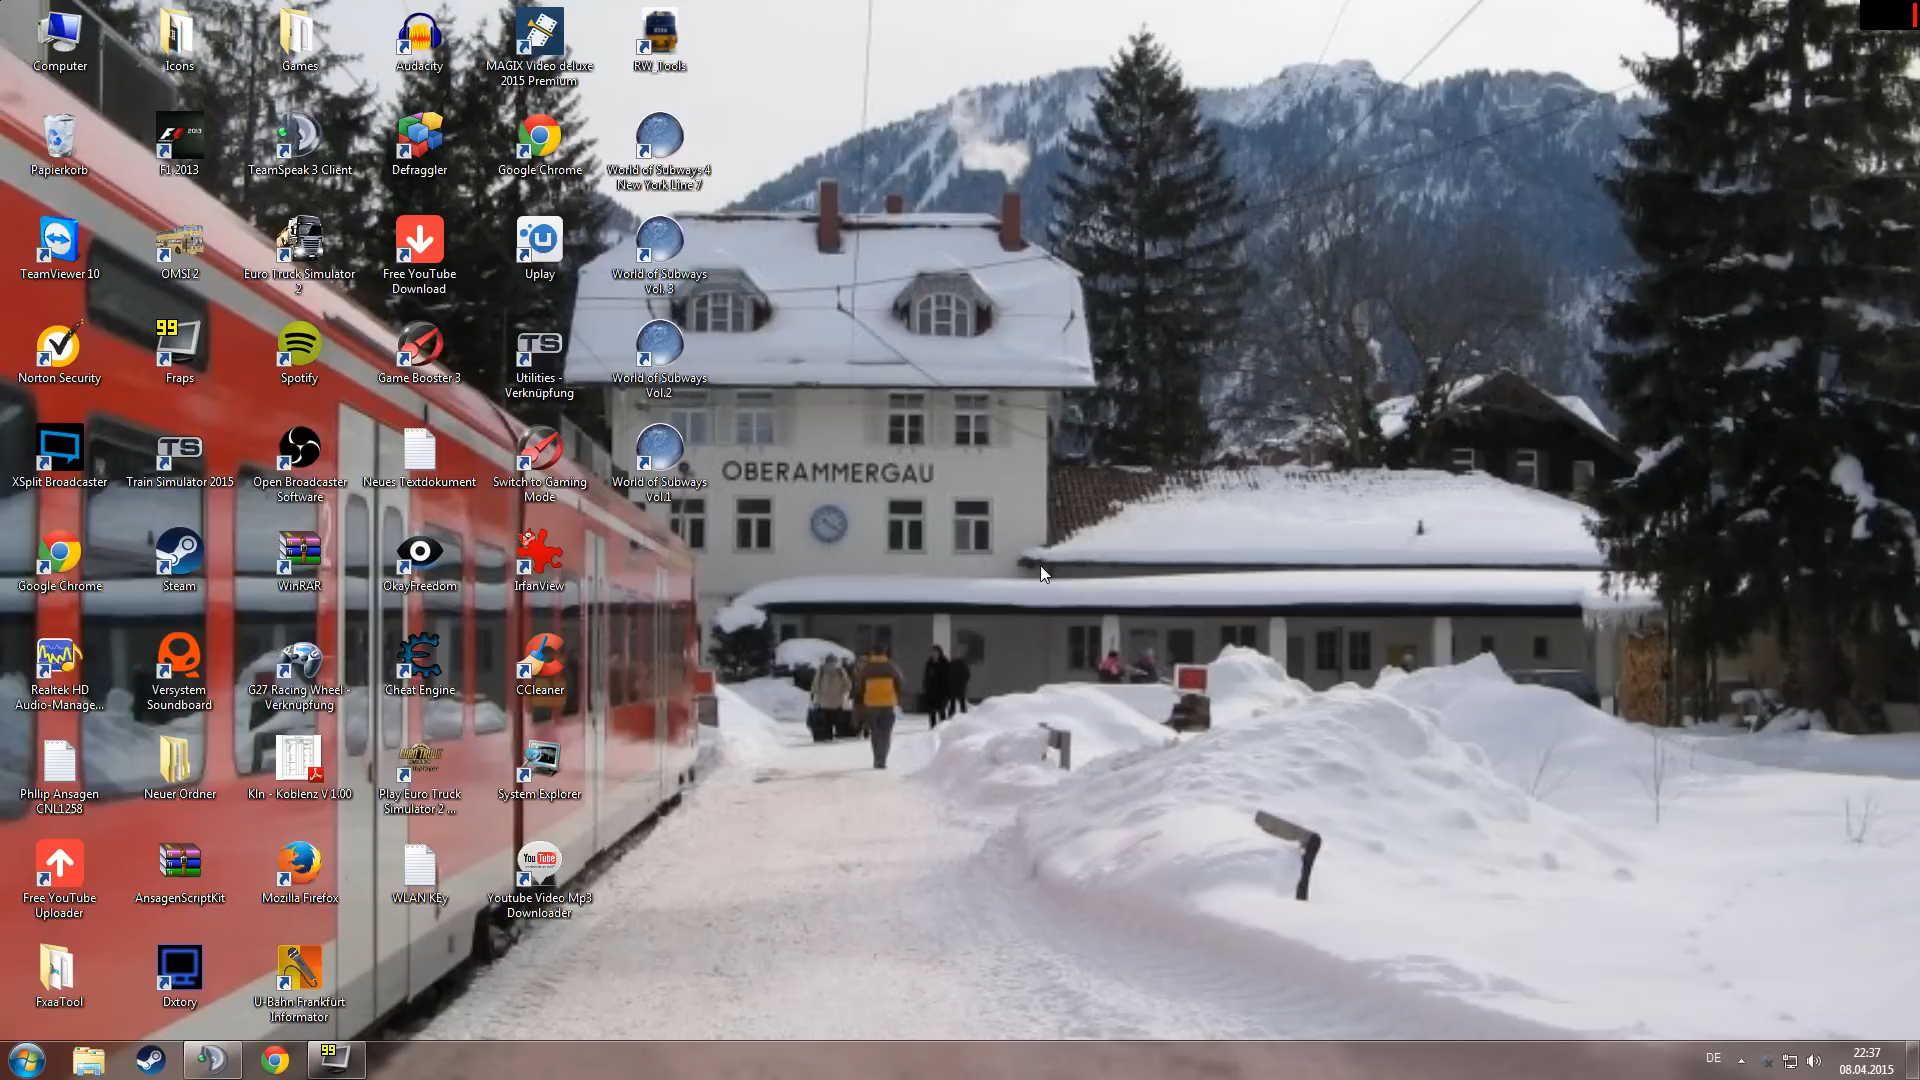 Computer
Icons
Games
Audacity
MAGIX Video deluxe
2015 Premium
RW_Tools
Papierkorb
F1 2013
TeamSpeak 3 Client
Defraggler
Google Chrome
World of Subways 4
New York Line 7
TeamViewer 10
OMSI 2
Euro Truck Simulator
2
Free YouTube
Download
Uplay
World of Subways
Vol. 3
99
Norton Security
Fraps
Spotify
Game Booster 3
TS
Utilities -
Verknüpfung
World of Subways
Vol.2
XSplit Broadcaster
TS
Train Simulator 2015
Open Broadcaster
Software
Neues Textdokument
Switch to Gaming
Mode
World of Subways
Vol.1
OBERAMMERGAU
Google Chrome
Steam
WinRAR
OkayFreedom
IrfanView
Realtek HD
Audio-Manage...
Versystem
Soundboard
G27 Racing Wheel -
Verknüpfung
Cheat Engine
CCleaner
Phllip Ansagen
CNL1258
Neuer Ordner
Kln - Koblenz V 1.00
Play Euro Truck
Simulator 2 ...
System Explorer
Free YouTube
Uploader
AnsagenScriptKit
Mozilla Firefox
WLAN KEy
You Tube
Youtube Video Mp3
Downloader
FxaaTool
Dxtory
U-Bahn Frankfurt
Informator
99
DE
22:37
08.04.2015